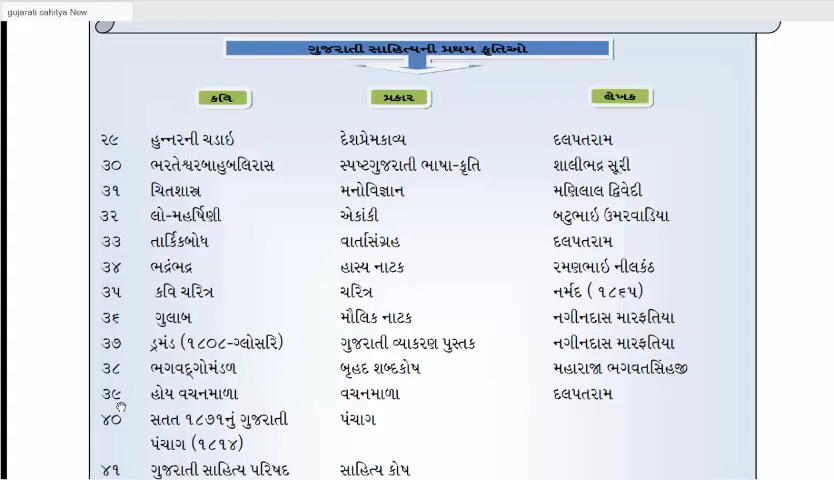 gujarati sahitya New
ગુજરાતી સાહિત્યની પ્રથમ કૃતિઓ
કવિ પ્રકાર લેખક
૨૯ હુન્નરની ચડાઇ દેશપ્રેમકાવ્ય દલપતરામ
૩૦ ભરતેશ્વરબાહુબલિરાસ સ્પષ્ટગુજરાતી ભાષા-કૃતિ શાલીભદ્ર સૂરી
૩૧ ચિતશાસ્ત્ર મનોવિજ્ઞાન મણિલાલ દ્વિવેદી
૩૨ લો-મહર્ષિણી એકાંકી બટુભાઇ ઉમરવાડિયા
૩૩ તાર્કિકબોધ વાર્તાસંગ્રહ દલપતરામ
૩૪ ભદ્રંભદ્ર હાસ્ય નાટક રમણભાઇ નીલકંઠ
૩૫ કવિ ચરિત્ર ચરિત્ર નર્મદ ( ૧૮૬૫)
૩૬ ગુલાબ મૌલિક નાટક નગીનદાસ મારફતિયા
૩૭ ડ્રમંડ (૧૮૦૮-ગ્લોસરિ) ગુજરાતી વ્યાકરણ પુસ્તક નગીનદાસ મારફતિયા
૩૮ ભગવદ્ગોમંડળ બૃહદ શબ્દકોષ મહારાજા ભગવતસિંહજી
૩૯ હોય વચનમાળા વચનમાળા દલપતરામ
૪૦ સતત ૧૮૭૧નું ગુજરાતી પંચાગ
પંચાગ (૧૮૧૪)
૪૧ ગુજરાતી સાહિત્ય પરિષદ સાહિત્ય કોષ